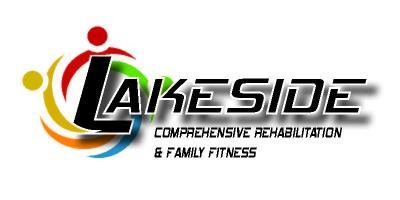 LAKESIDE
COMPREHENSIVE REHABILITATION
& FAMILY FITNESS